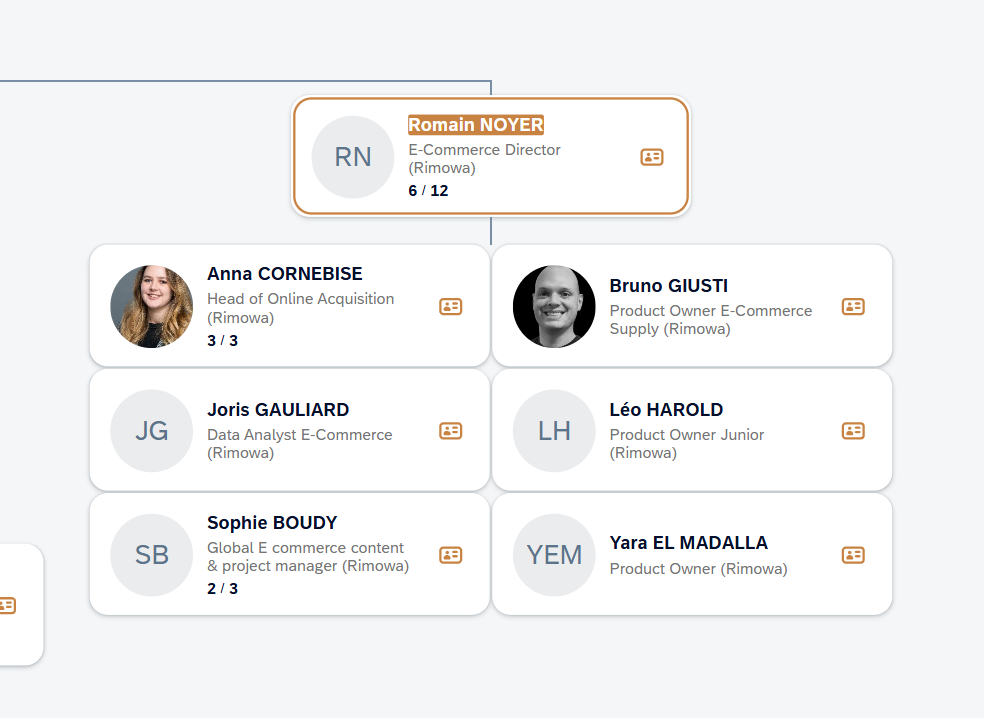 RN
Romain NOYER
E-Commerce Director
(Rimowa)
6 / 12
Anna CORNEBISE
Head of Online Acquisition
(Rimowa)
3 / 3
Bruno GIUSTI
Product Owner E-Commerce
Supply (Rimowa)
JG
Joris GAULIARD
Data Analyst E-Commerce
(Rimowa)
LH
Léo HAROLD
Product Owner Junior
(Rimowa)
SB
Sophie BOUDY
Global E commerce content
& project manager (Rimowa)
2 / 3
YEM
Yara EL MADALLA
Product Owner (Rimowa)